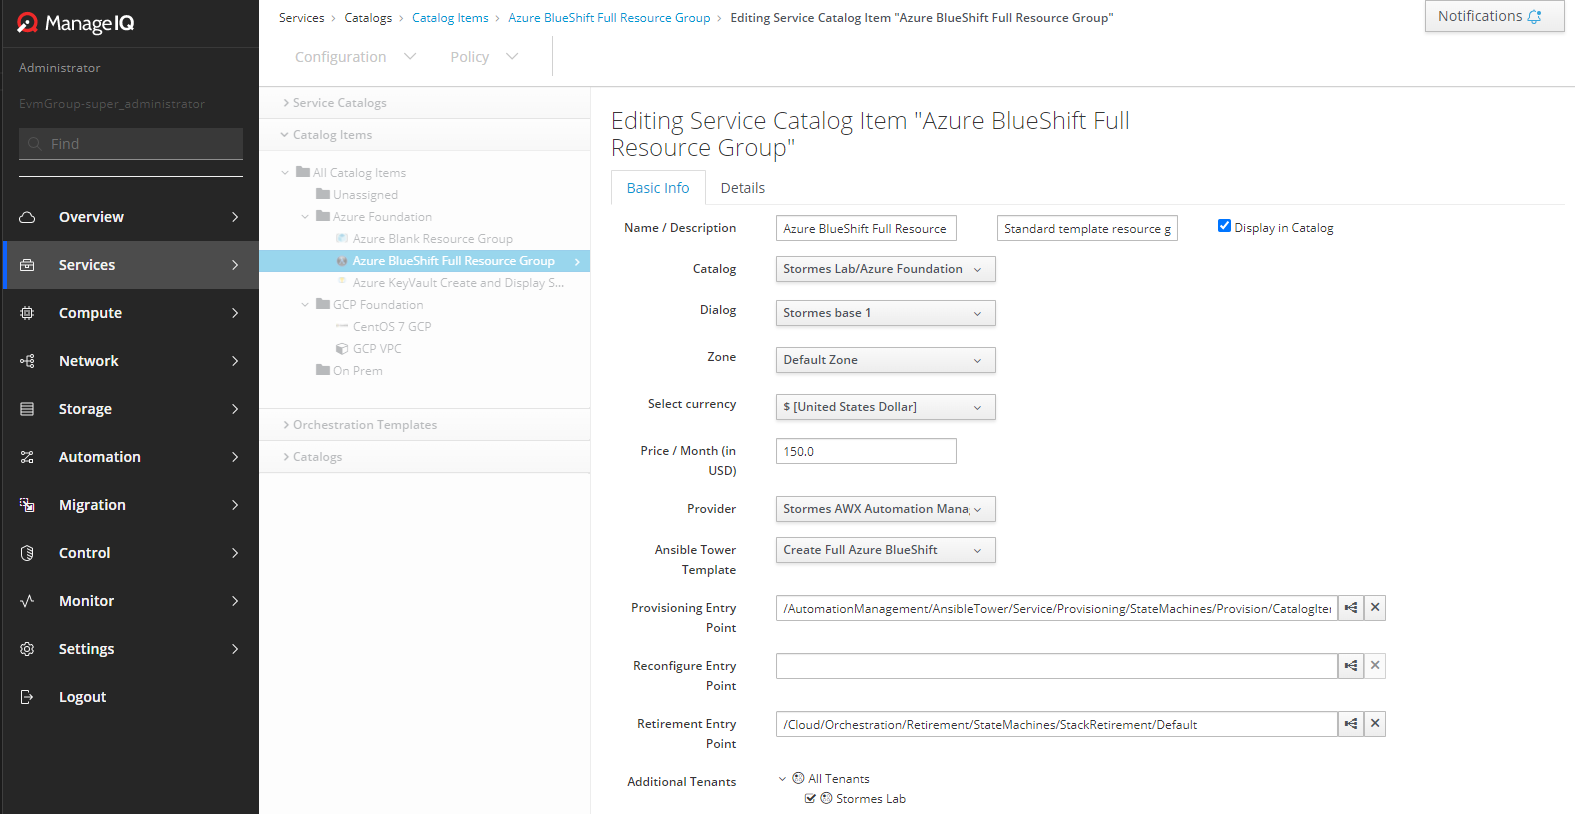 ManageIQ
Administrator
EvmGroup-super_administrator
Find
Overview
Services
Compute
Network
Storage
Automation
Migration
Control
Monitor
Settings
Logout
Services > Catalogs > Catalog Items > Azure BlueShift Full Resource Group > Editing Service Catalog Item "Azure BlueShift Full Resource Group"
Notifications
Configuration Policy
Service Catalogs
Catalog Items
All Catalog Items
Unassigned
Azure Foundation
Azure Blank Resource Group
Azure BlueShift Full Resource Group
Azure KeyVault Create and Display S...
GCP Foundation
CentOS 7 GCP
GCP VPC
On Prem
Orchestration Templates
Catalogs
Editing Service Catalog Item "Azure BlueShift Full
Resource Group"
Basic Info Details
Name / Description Azure BlueShift Full Resource Standard template resource g Display in Catalog
Catalog Stormes Lab/Azure Foundation
Dialog Stormes base 1
Zone Default Zone
Select currency $ [United States Dollar]
Price / Month (in
USD) 150.0
Provider Stormes AWX Automation Mana
Ansible Tower
Template Create Full Azure BlueShift
Provisioning Entry
Point /AutomationManagement/AnsibleTower/Service/Provisioning/StateMachines/Provision/CatalogIter
Reconfigure Entry
Point
Retirement Entry
Point /Cloud/Orchestration/Retirement/StateMachines/StackRetirement/Default
Additional Tenants All Tenants
Stormes Lab